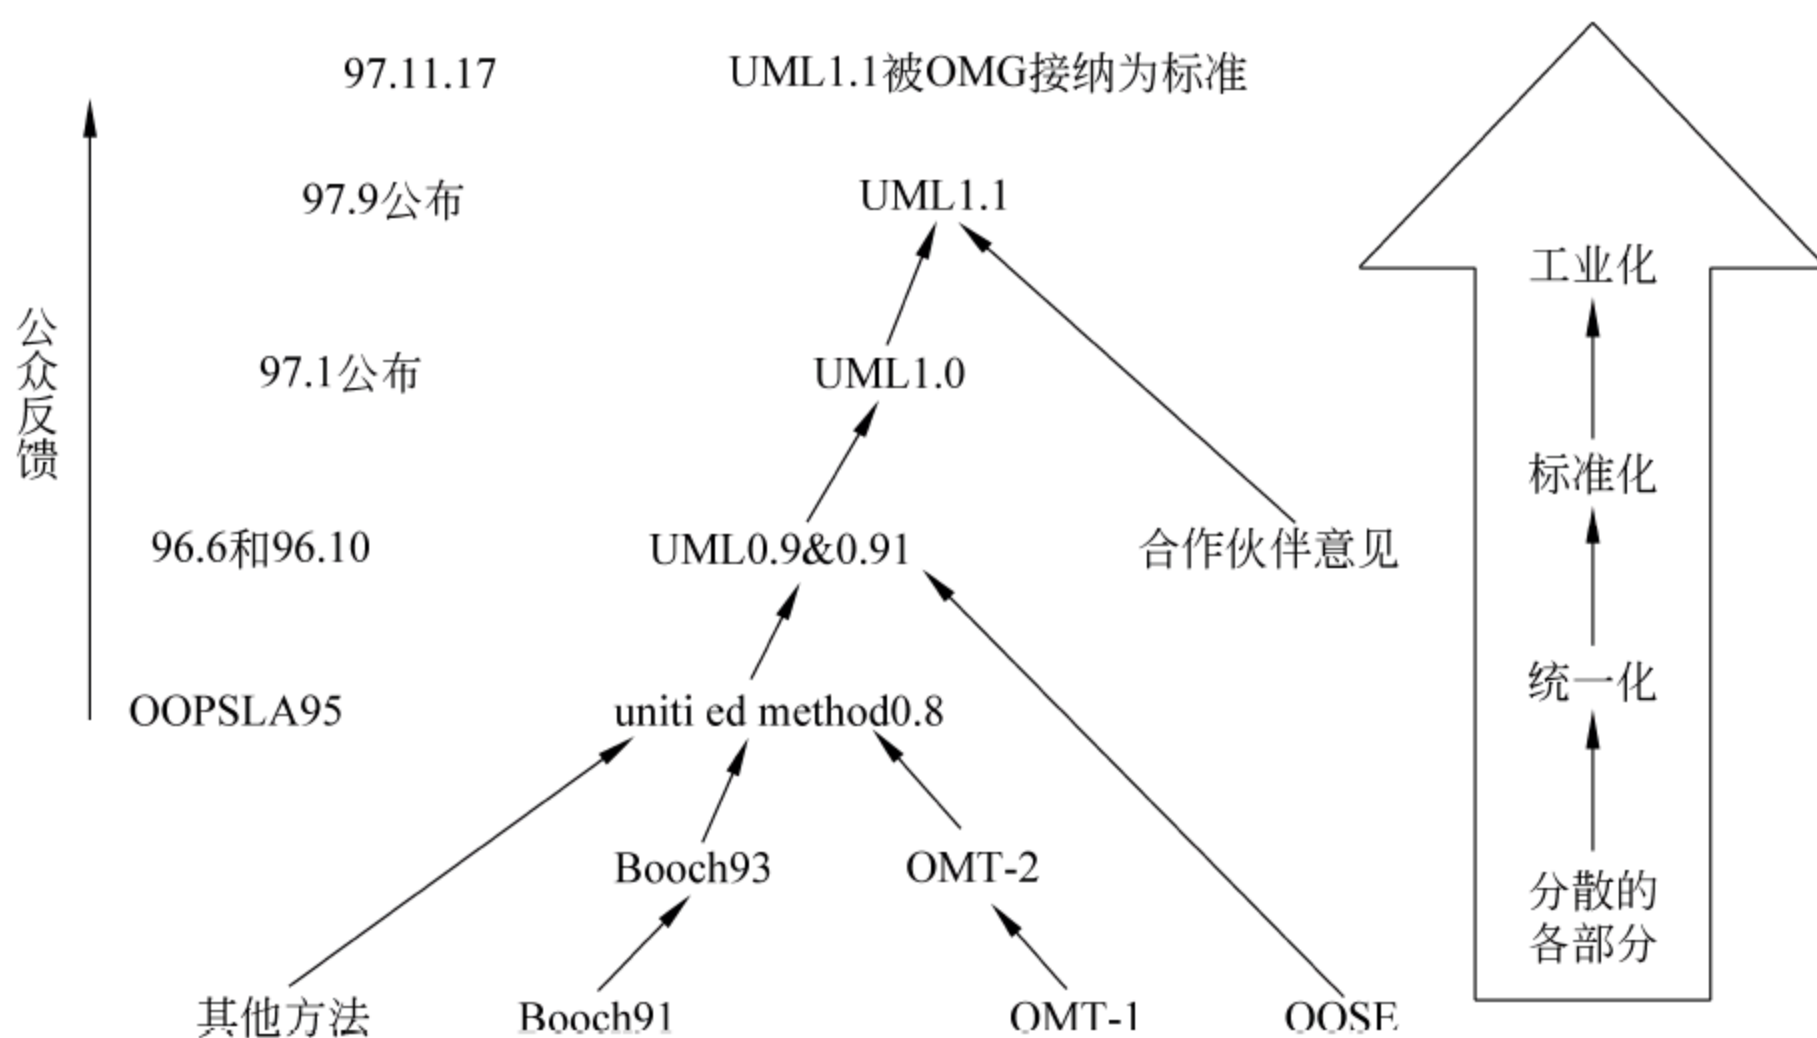 97.11.17 UML1.1被OMG接纳为标准
97.9公布 UML1.1
工业化
公众反馈
97.1公布 UML1.0
标准化
96.6和96.10 UML0.9&0.91 合作伙伴意见
统一化
OOPSLA95 uniti ed method0.8
Booch93 OMT-2
分散的
各部分
其他方法 Booch91 OMT-1 OOSE